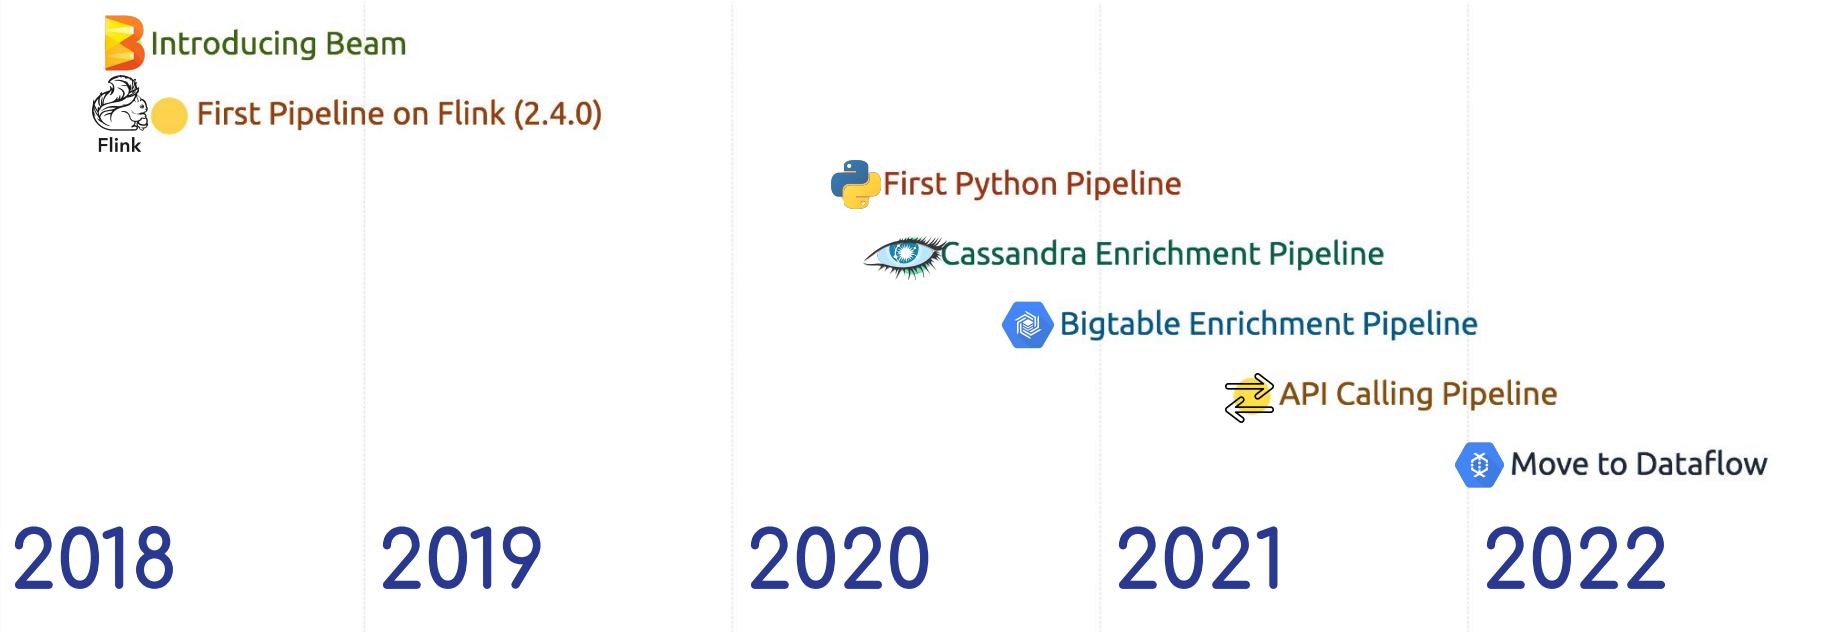 Introducing Beam
First Pipeline on Flink (2.4.0)
Flink
First Python Pipeline
Cassandra Enrichment Pipeline
Bigtable Enrichment Pipeline
API Calling Pipeline
Move to Dataflow
2018 2019 2020 2021 2022